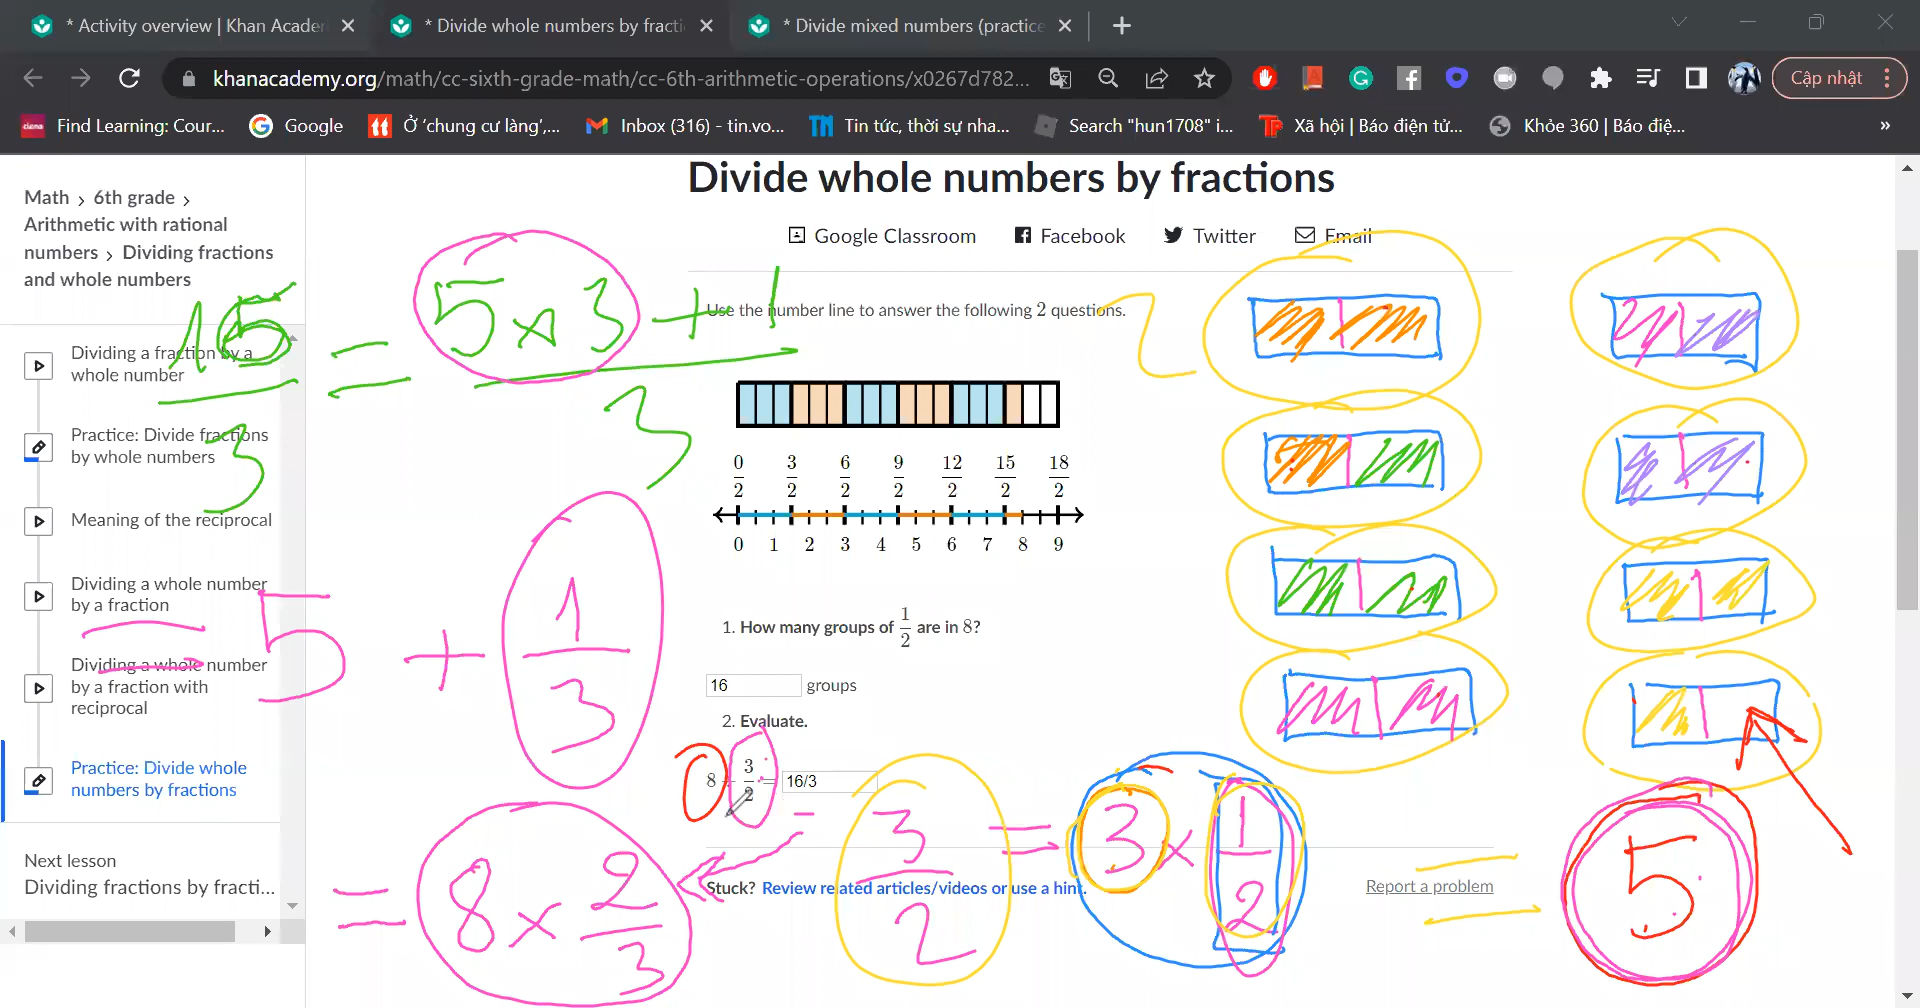 * Activity overview | Khan Acade
* Divide whole numbers by fracti
* Divide mixed numbers (practice
khanacademy.org/math/cc-sixth-grade-math/cc-6th-arithmetic-operations/x0267d782...
Cập nhật
Find Learning: Cour...
Google
Ở 'chung cư làng',...
Inbox (316) - tin.vo...
Tin tức, thời sự nha...
Search "hun1708" i...
Xã hội | Báo điện tử...
Khỏe 360 | Báo điệ...
»
Math > 6th grade >
Arithmetic with rational
numbers > Dividing fractions
and whole numbers
Dividing a fraction by a
whole number
Practice: Divide fractions
by whole numbers
Meaning of the reciprocal
Dividing a whole number
by a fraction
Dividing a whole number
by a fraction with
reciprocal
Practice: Divide whole
numbers by fractions
Next lesson
Dividing fractions by fracti...
Divide whole numbers by fractions
Google Classroom
Facebook
Twitter
Email
Use the number line to answer the following 2 questions.
0/2 3/2 6/2 9/2 12/2 15/2 18/2
0 1 2 3 4 5 6 7 8 9
1. How many groups of 1/2 are in 8?
16 groups
2. Evaluate.
8 ÷ 3/2 = 16/3
Stuck? Review related articles/videos or use a hint.
Report a problem
16/3 = 5 x 3 + 1 / 3
5 + 1/3
= 8 x 2/3
3/2 = 3 x 1/2
= 5
2